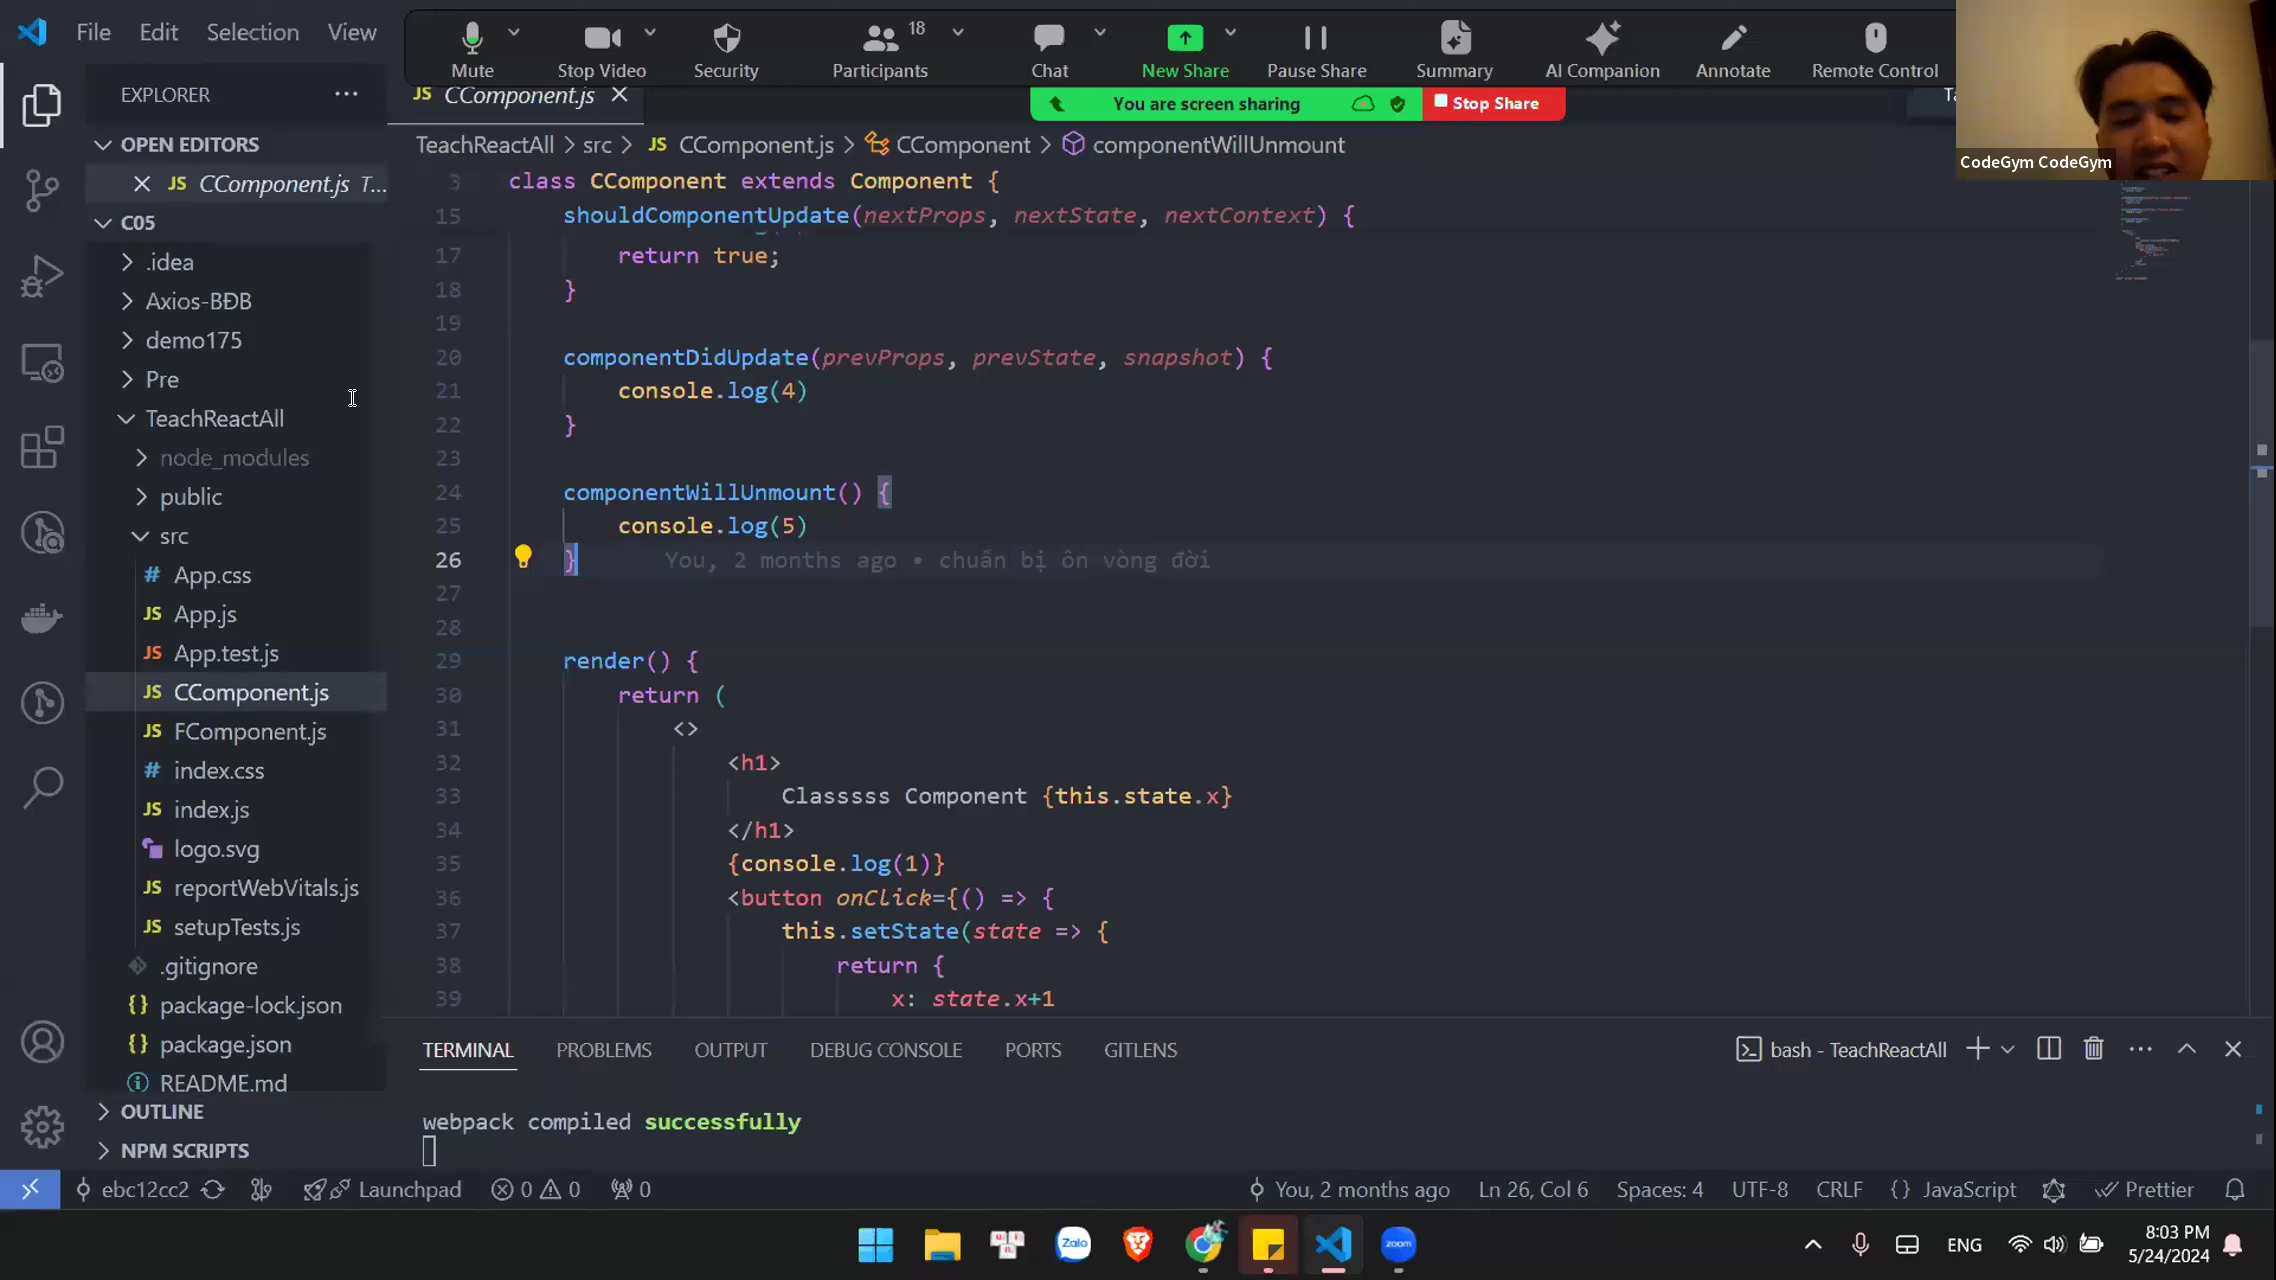 File Edit Selection View
Mute Stop Video Security Participants 18 Chat New Share Pause Share Summary AI Companion Annotate Remote Control
EXPLORER ···
JS CComponent.js
You are screen sharing Stop Share
CodeGym CodeGym
OPEN EDITORS
JS CComponent.js T...
C05
.idea
Axios-BĐB
demo175
Pre
TeachReactAll
node_modules
public
src
# App.css
JS App.js
JS App.test.js
JS CComponent.js
JS FComponent.js
# index.css
JS index.js
logo.svg
JS reportWebVitals.js
JS setupTests.js
.gitignore
{} package-lock.json
{} package.json
README.md
OUTLINE
NPM SCRIPTS
TeachReactAll > src > JS CComponent.js > CComponent > componentWillUnmount
3 class CComponent extends Component {
15 shouldComponentUpdate(nextProps, nextState, nextContext) {
17 return true;
18 }
19
20 componentDidUpdate(prevProps, prevState, snapshot) {
21 console.log(4)
22 }
23
24 componentWillUnmount() {
25 console.log(5)
26 } You, 2 months ago • chuẩn bị ôn vòng đời
27
28
29 render() {
30 return (
31 <>
32 <h1>
33 Classsss Component {this.state.x}
34 </h1>
35 {console.log(1)}
36 <button onClick={() => {
37 this.setState(state => {
38 return {
39 x: state.x+1
TERMINAL PROBLEMS OUTPUT DEBUG CONSOLE PORTS GITLENS bash - TeachReactAll
webpack compiled successfully
ebc12cc2 Launchpad 0 0 0 You, 2 months ago Ln 26, Col 6 Spaces: 4 UTF-8 CRLF {} JavaScript Prettier
Zalo zoom ENG 8:03 PM
5/24/2024